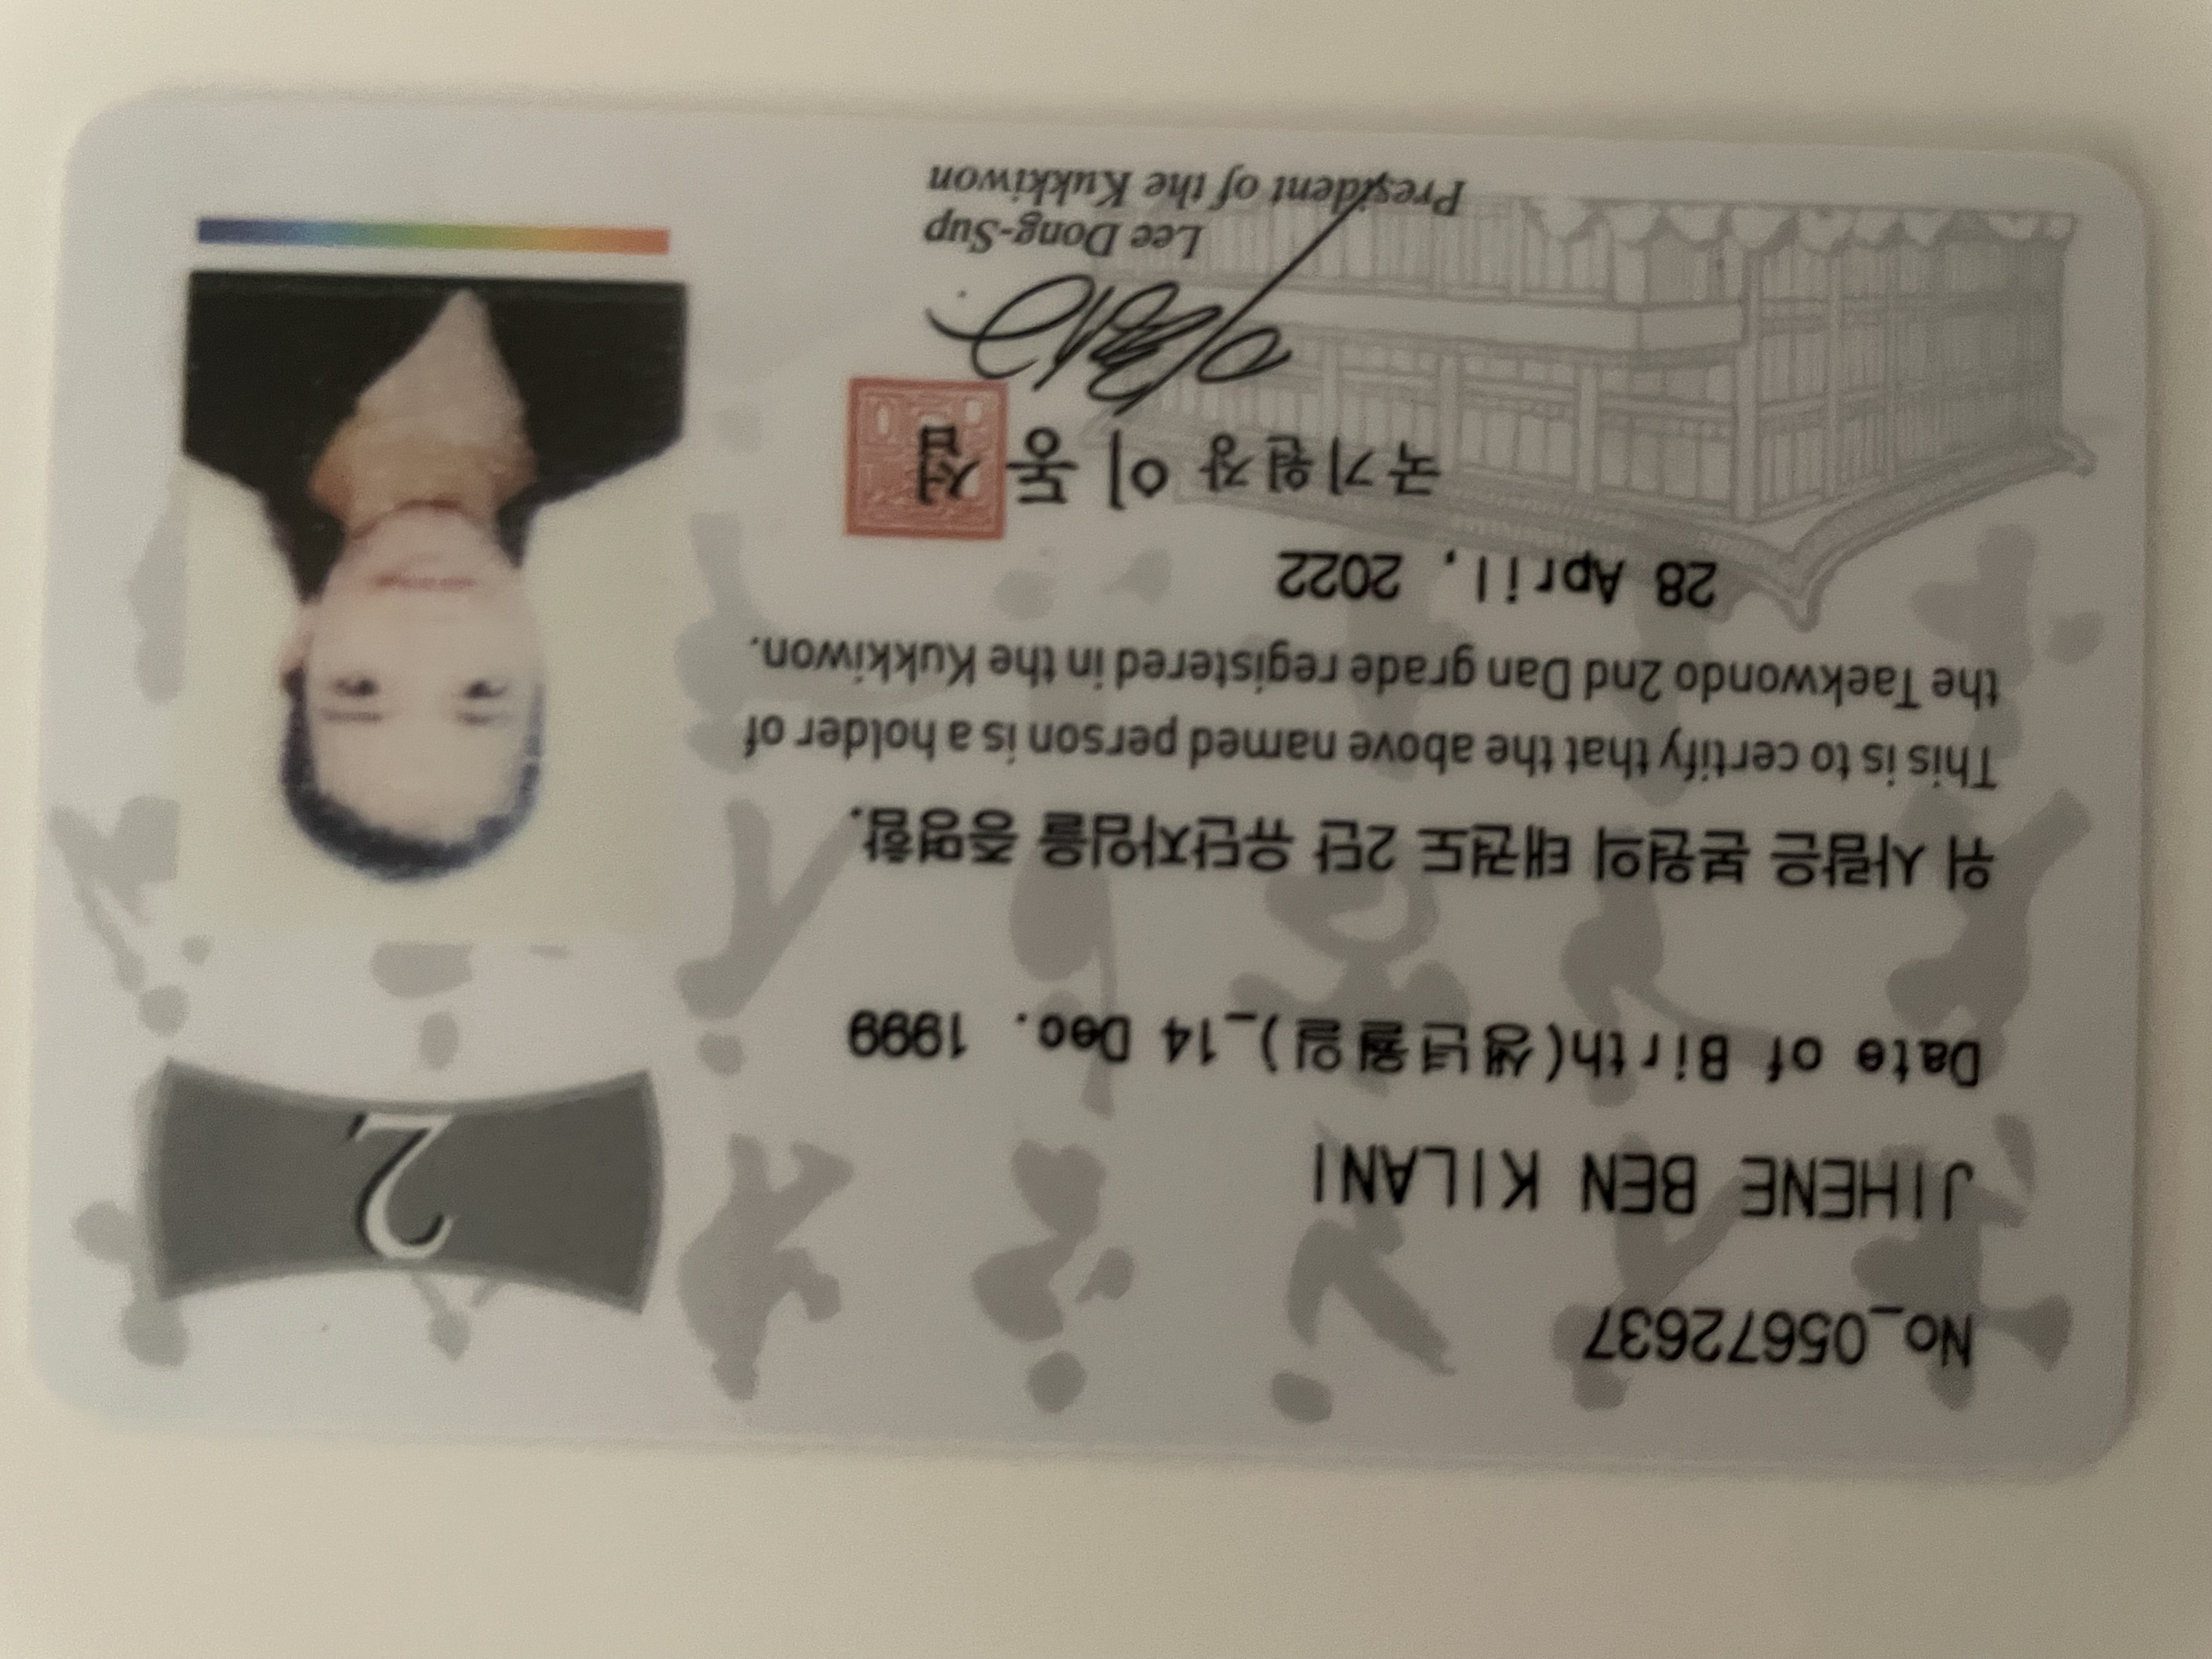 No_05672637
JIHENE BEN KILANI
Date of Birth(생년월일)_14 Dec. 1999
위 사람은 본원의 태권도 2단 유단자임을 증명함.
This is to certify that the above named person is a holder of
the Taekwondo 2nd Dan grade registered in the Kukkiwon.
28 April, 2022
국기원장 이 동 섭
Lee Dong-Sup
President of the Kukkiwon
2